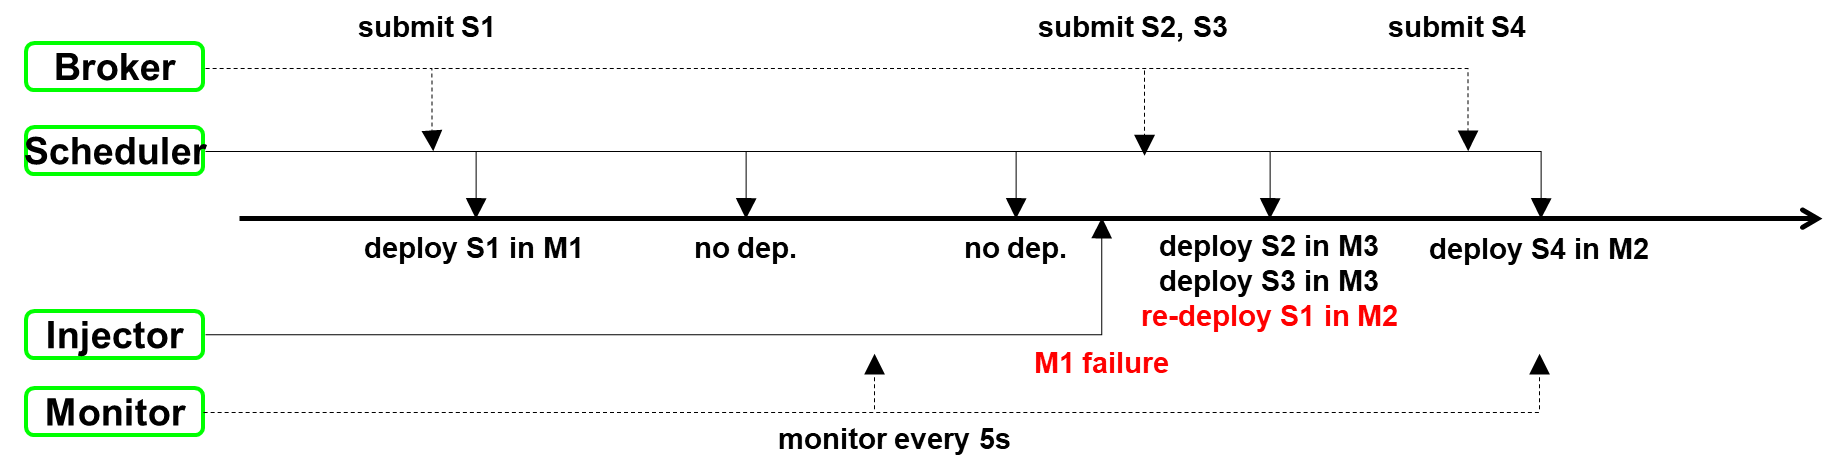 submit S1
submit S2, S3
submit S4
Broker
Scheduler
deploy S1 in M1
no dep.
no dep.
deploy S2 in M3
deploy S3 in M3
re-deploy S1 in M2
deploy S4 in M2
Injector
M1 failure
Monitor
monitor every 5s